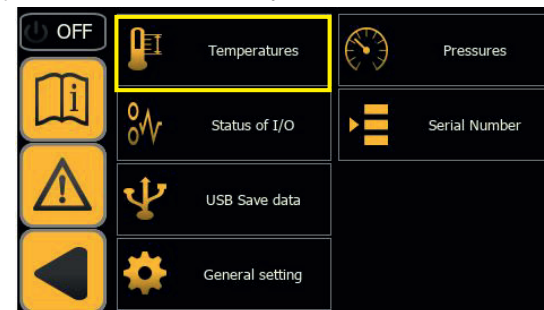 OFF
Temperatures
Pressures
Status of I/O
Serial Number
USB Save data
General setting